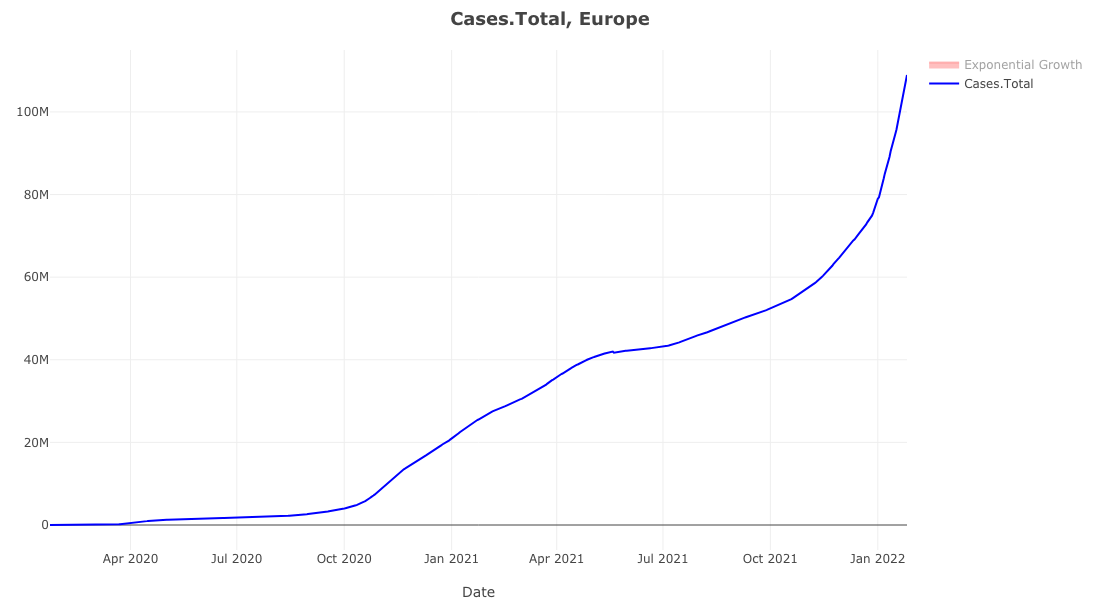 Cases.Total, Europe
Exponential Growth
Cases.Total
100M
80M
60M
40M
20M
0
Apr 2020 Jul 2020 Oct 2020 Jan 2021 Apr 2021 Jul 2021 Oct 2021 Jan 2022
Date